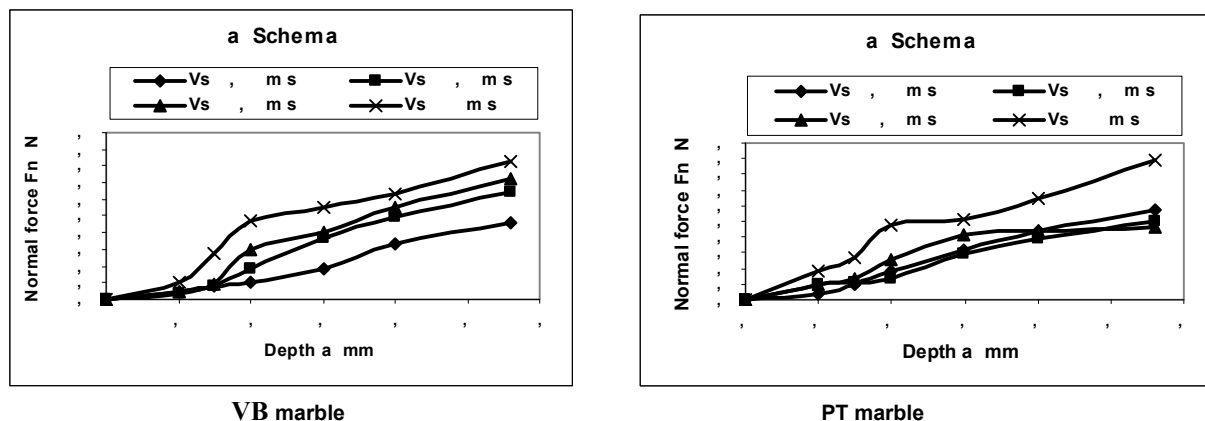 a Schema
Vs , m s
Vs , m s
Vs , m s
Vs m s
Normal force Fn N
, , , , , , , , , , , ,
, , , , , ,
Depth a mm
VB marble
a Schema
Vs , m s
Vs , m s
Vs , m s
Vs m s
Normal force Fn N
, , , , , , , , , , ,
, , , , , , ,
Depth a mm
PT marble